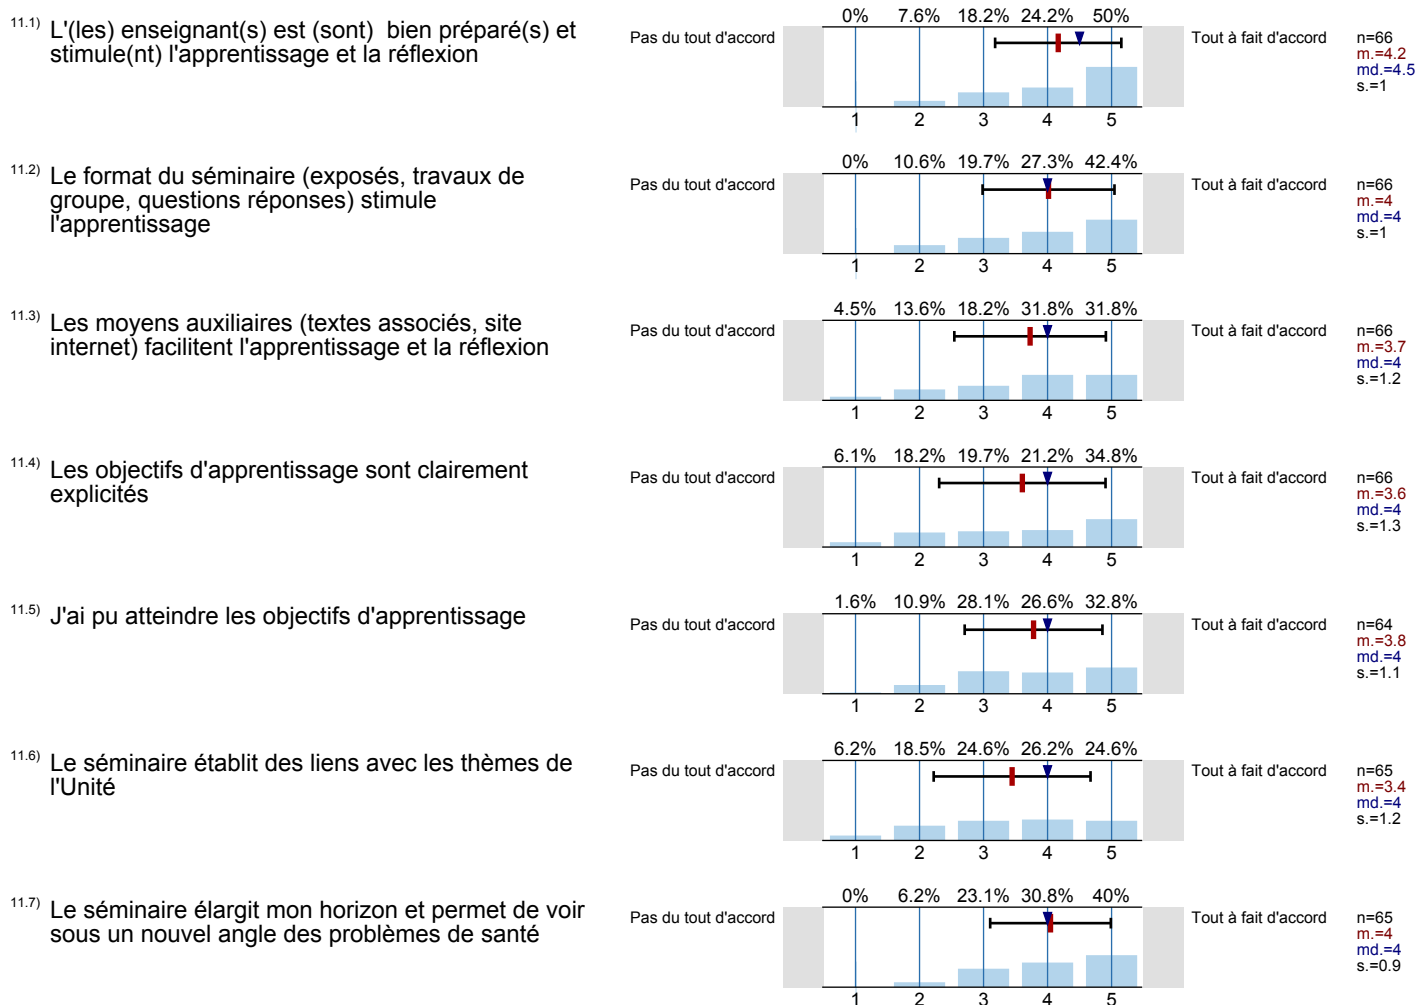 0% 7.6% 18.2% 24.2% 50%
11.1) L'(les) enseignant(s) est (sont)  bien préparé(s) et
stimule(nt) l'apprentissage et la réflexion
Pas du tout d'accord
Tout à fait d'accord
n=66
m.=4.2
md.=4.5
s.=1
1 2 3 4 5
0% 10.6% 19.7% 27.3% 42.4%
11.2) Le format du séminaire (exposés, travaux de
groupe, questions réponses) stimule
l'apprentissage
Pas du tout d'accord
Tout à fait d'accord
n=66
m.=4
md.=4
s.=1
1 2 3 4 5
4.5% 13.6% 18.2% 31.8% 31.8%
11.3) Les moyens auxiliaires (textes associés, site
internet) facilitent l'apprentissage et la réflexion
Pas du tout d'accord
Tout à fait d'accord
n=66
m.=3.7
md.=4
s.=1.2
1 2 3 4 5
6.1% 18.2% 19.7% 21.2% 34.8%
11.4) Les objectifs d'apprentissage sont clairement
explicités
Pas du tout d'accord
Tout à fait d'accord
n=66
m.=3.6
md.=4
s.=1.3
1 2 3 4 5
1.6% 10.9% 28.1% 26.6% 32.8%
11.5) J'ai pu atteindre les objectifs d'apprentissage
Pas du tout d'accord
Tout à fait d'accord
n=64
m.=3.8
md.=4
s.=1.1
1 2 3 4 5
6.2% 18.5% 24.6% 26.2% 24.6%
11.6) Le séminaire établit des liens avec les thèmes de
l'Unité
Pas du tout d'accord
Tout à fait d'accord
n=65
m.=3.4
md.=4
s.=1.2
1 2 3 4 5
0% 6.2% 23.1% 30.8% 40%
11.7) Le séminaire élargit mon horizon et permet de voir
sous un nouvel angle des problèmes de santé
Pas du tout d'accord
Tout à fait d'accord
n=65
m.=4
md.=4
s.=0.9
1 2 3 4 5